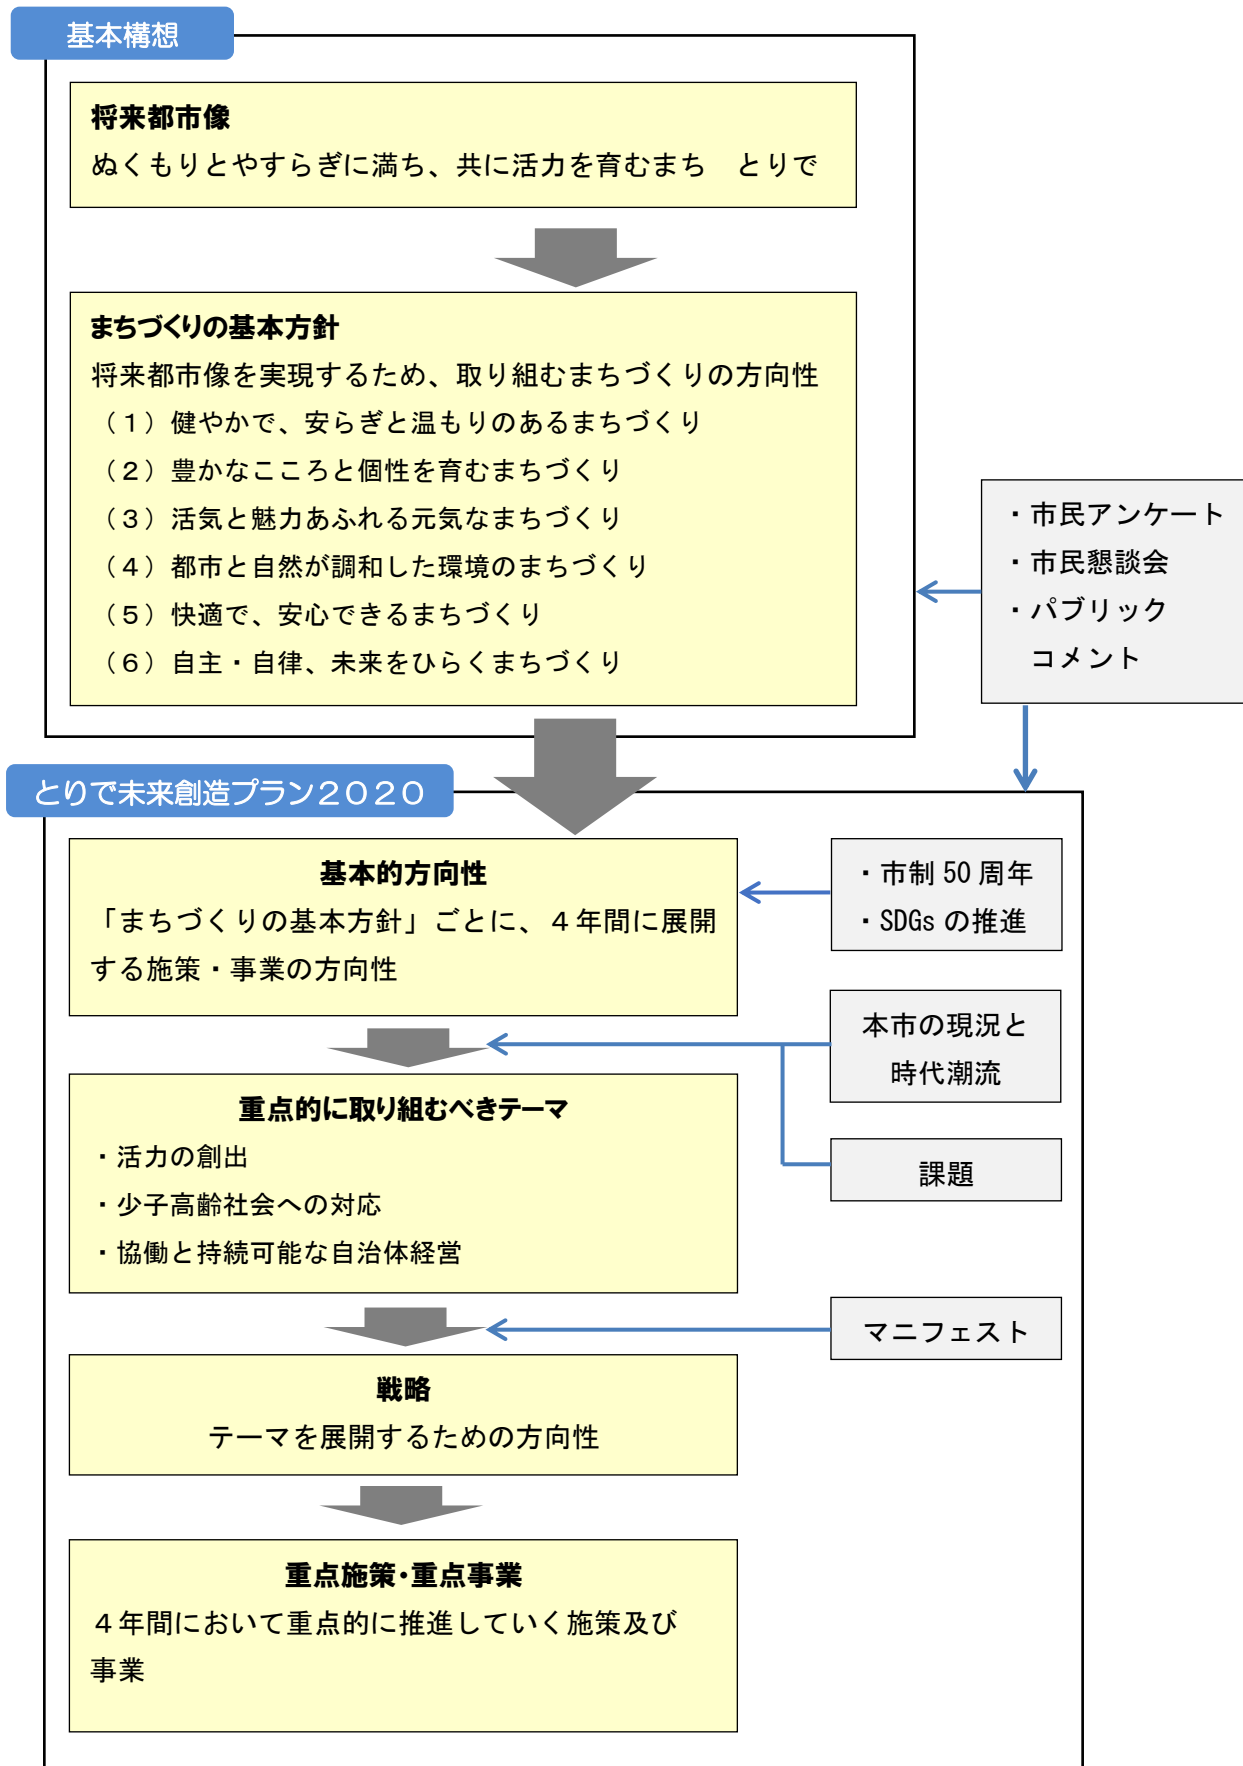 基本構想
将来都市像
ぬくもりとやすらぎに満ち、共に活力を育むまち　とりで
まちづくりの基本方針
将来都市像を実現するため、取り組むまちづくりの方向性
（１）健やかで、安らぎと温もりのあるまちづくり
（２）豊かなこころと個性を育むまちづくり
（３）活気と魅力あふれる元気なまちづくり
（４）都市と自然が調和した環境のまちづくり
（５）快適で、安心できるまちづくり
（６）自主・自律、未来をひらくまちづくり
・市民アンケート
・市民懇談会
・パブリック
コメント
とりで未来創造プラン２０２０
基本的方向性
「まちづくりの基本方針」ごとに、４年間に展開
する施策・事業の方向性
・市制 50 周年
・SDGs の推進
本市の現況と
時代潮流
重点的に取り組むべきテーマ
・活力の創出
・少子高齢社会への対応
・協働と持続可能な自治体経営
課題
マニフェスト
戦略
テーマを展開するための方向性
重点施策・重点事業
４年間において重点的に推進していく施策及び
事業